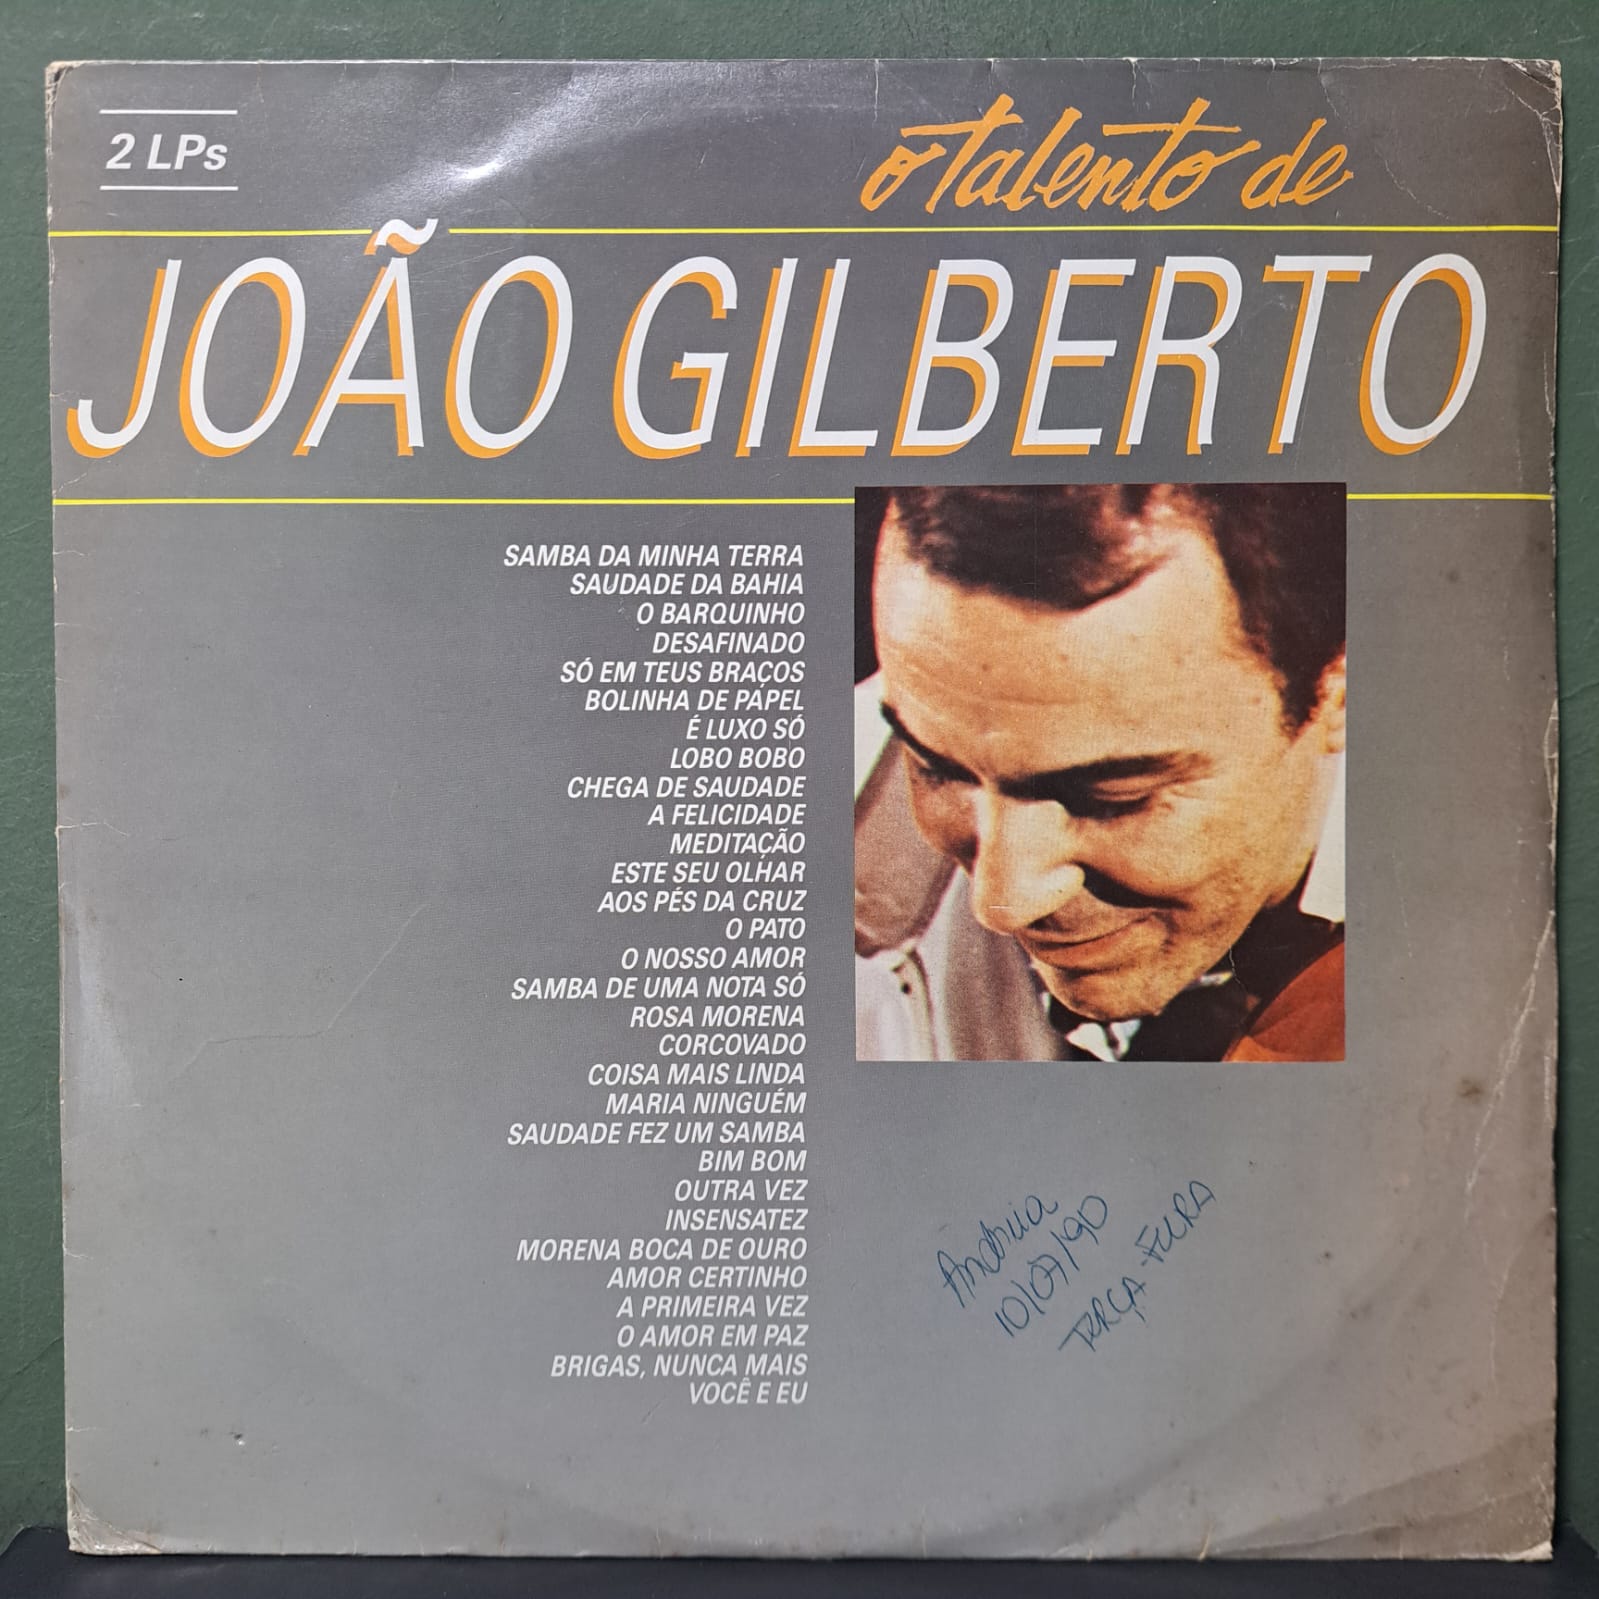 2 LPs
o talento de
JOÃO GILBERTO
SAMBA DA MINHA TERRA
SAUDADE DA BAHIA
O BARQUINHO
DESAFINADO
SÓ EM TEUS BRAÇOS
BOLINHA DE PAPEL
É LUXO SÓ
LOBO BOBO
CHEGA DE SAUDADE
A FELICIDADE
MEDITAÇÃO
ESTE SEU OLHAR
AOS PÉS DA CRUZ
O PATO
O NOSSO AMOR
SAMBA DE UMA NOTA SÓ
ROSA MORENA
CORCOVADO
COISA MAIS LINDA
MARIA NINGUÉM
SAUDADE FEZ UM SAMBA
BIM BOM
OUTRA VEZ
INSENSATEZ
MORENA BOCA DE OURO
AMOR CERTINHO
A PRIMEIRA VEZ
O AMOR EM PAZ
BRIGAS, NUNCA MAIS
VOCÊ E EU
10/07/90
TERÇA-FEIRA